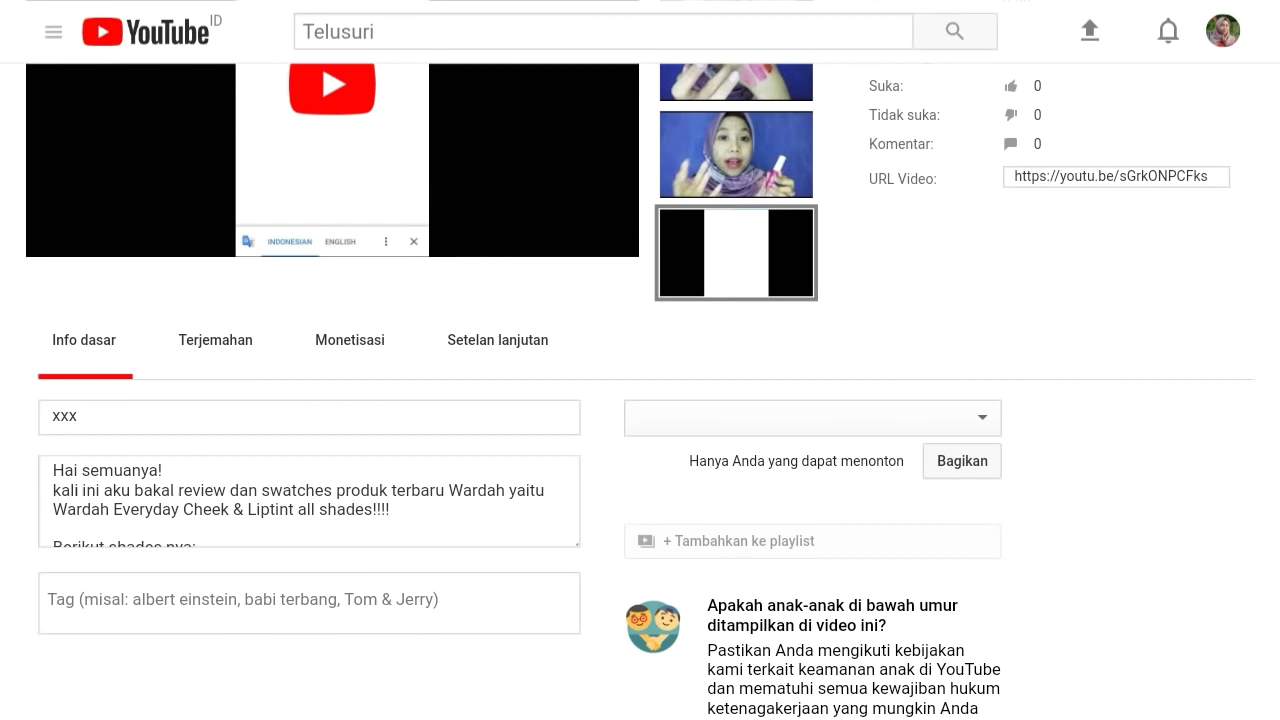 YouTube ID
Telusuri
Suka: 0
Tidak suka: 0
Komentar: 0
URL Video: https://youtu.be/sGrkONPCFks
INDONESIAN ENGLISH
Info dasar Terjemahan Monetisasi Setelan lanjutan
xxx
Hai semuanya!
kali ini aku bakal review dan swatches produk terbaru Wardah yaitu
Wardah Everyday Cheek & Liptint all shades!!!!
Berikut shades nya:
Tag (misal: albert einstein, babi terbang, Tom & Jerry)
Hanya Anda yang dapat menonton Bagikan
+ Tambahkan ke playlist
Apakah anak-anak di bawah umur
ditampilkan di video ini?
Pastikan Anda mengikuti kebijakan
kami terkait keamanan anak di YouTube
dan mematuhi semua kewajiban hukum
ketenagakerjaan yang mungkin Anda